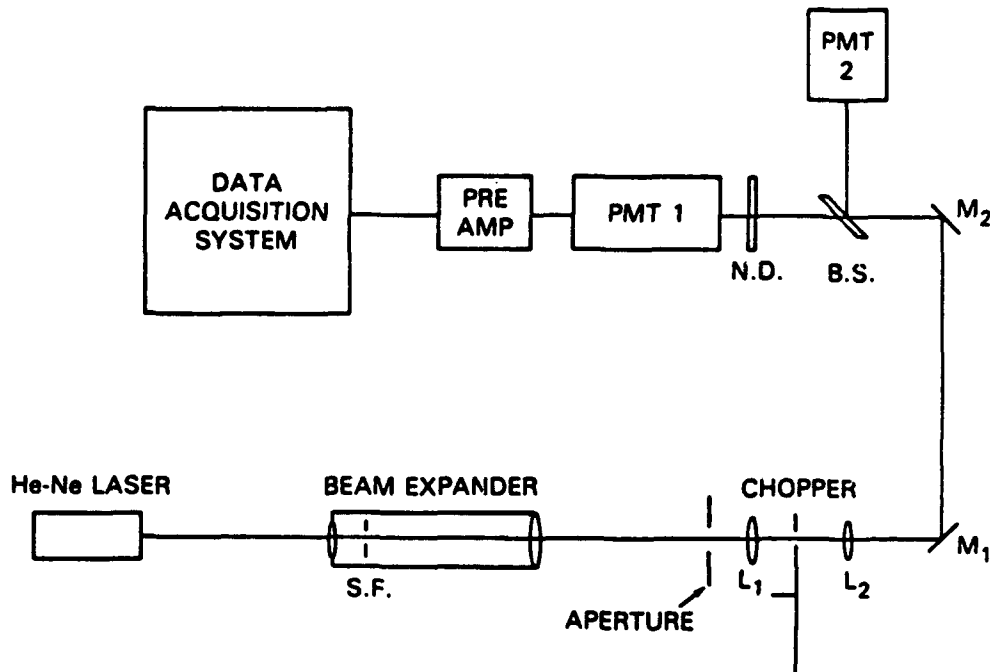 PMT
2
DATA
ACQUISITION
SYSTEM
PRE
AMP
PMT 1
M2
N.D.
B.S.
He-Ne LASER
BEAM EXPANDER
CHOPPER
S.F.
L1
L2
M1
APERTURE